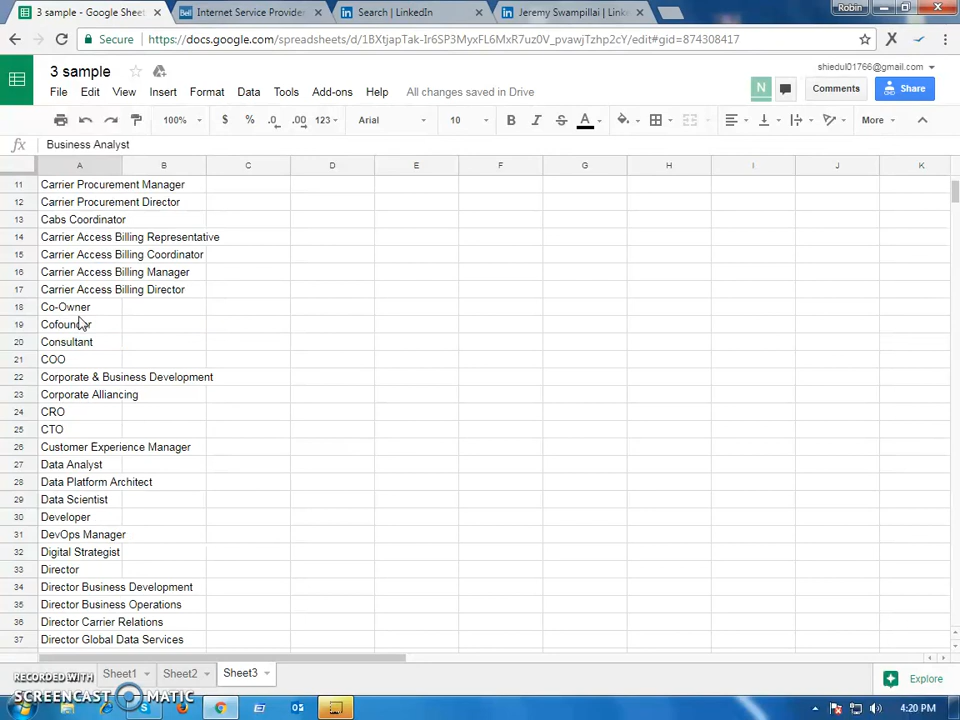 3 sample - Google Sheet
Internet Service Provider
Search | LinkedIn
Jeremy Swampillai | Link
Robin
Secure
https://docs.google.com/spreadsheets/d/1BXtjapTak-Ir6SP3MyxFL6MxR7uz0V_pvawjTzhp2cY/edit#gid=874308417
3 sample
shiedul01766@gmail.com
File Edit View Insert Format Data Tools Add-ons Help All changes saved in Drive
N
Comments
Share
100% $ % .0 .00 123 Arial 10 B I S A More
fx Business Analyst
A B C D E F G H I J K
11 Carrier Procurement Manager
12 Carrier Procurement Director
13 Cabs Coordinator
14 Carrier Access Billing Representative
15 Carrier Access Billing Coordinator
16 Carrier Access Billing Manager
17 Carrier Access Billing Director
18 Co-Owner
19 Cofounder
20 Consultant
21 COO
22 Corporate & Business Development
23 Corporate Alliancing
24 CRO
25 CTO
26 Customer Experience Manager
27 Data Analyst
28 Data Platform Architect
29 Data Scientist
30 Developer
31 DevOps Manager
32 Digital Strategist
33 Director
34 Director Business Development
35 Director Business Operations
36 Director Carrier Relations
37 Director Global Data Services
Sheet1 Sheet2 Sheet3
Explore
RECORDED WITH
SCREENCAST MATIC
4:20 PM